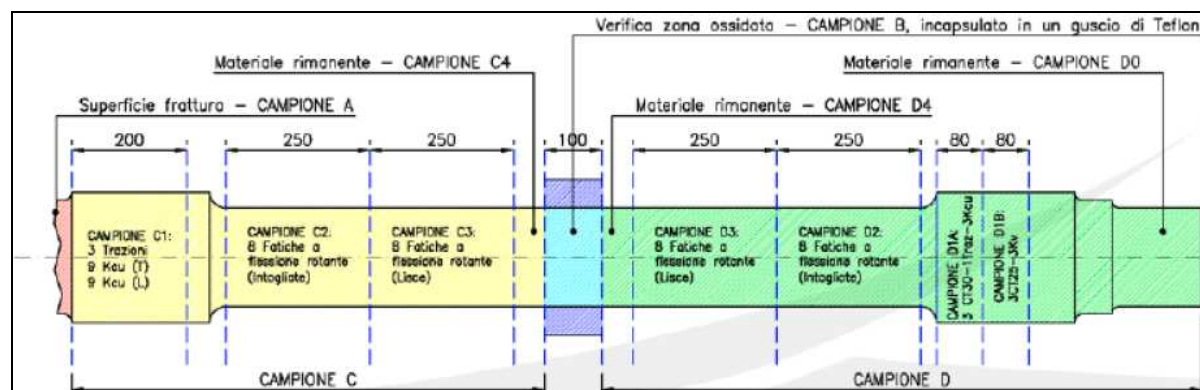 Verifica zona ossidata – CAMPIONE B, incapsulato in un guscio di Teflon
Materiale rimanente – CAMPIONE C4
Materiale rimanente – CAMPIONE D0
Superficie frattura – CAMPIONE A
Materiale rimanente – CAMPIONE D4
200
250
250
100
250
250
80
80
CAMPIONE C1:
3 Trazioni
9 Kcu (T)
9 Kcu (L)
CAMPIONE C2:
8 Fatiche a
flessione rotante
(Intagliate)
CAMPIONE C3:
8 Fatiche a
flessione rotante
(Lisce)
CAMPIONE D3:
8 Fatiche a
flessione rotante
(Lisce)
CAMPIONE D2:
8 Fatiche a
flessione rotante
(Intagliate)
CAMPIONE D1A:
3 CT30-1Traz-3Kcu
CAMPIONE D1B:
3CT25-3Kv
CAMPIONE C
CAMPIONE D